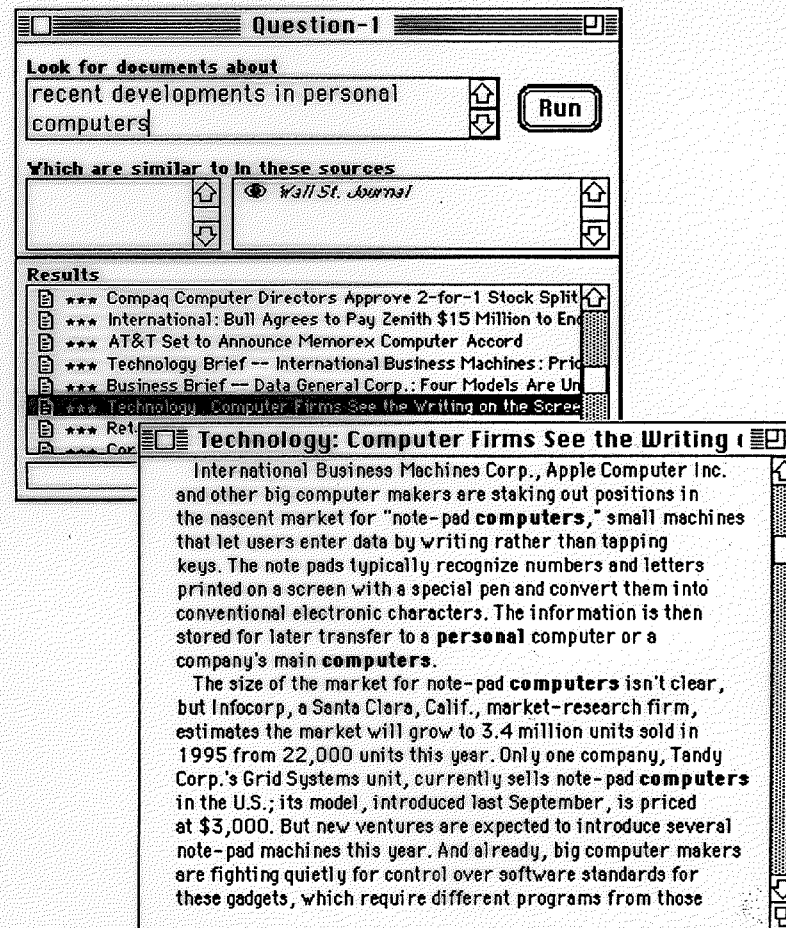 Question-1
Look for documents about
recent developments in personal
computers
Run
Which are similar to In these sources
Wall St. Journal
Results
*** Compaq Computer Directors Approve 2-for-1 Stock Split
*** International: Bull Agrees to Pay Zenith $15 Million to End
*** AT&T Set to Announce Memorex Computer Accord
*** Technology Brief -- International Business Machines: Pric
*** Business Brief -- Data General Corp.: Four Models Are Un
*** Technology: Computer Firms See the Writing on the Scree
*** Ret
*** Cor
Technology: Computer Firms See the Writing
International Business Machines Corp., Apple Computer Inc.
and other big computer makers are staking out positions in
the nascent market for "note-pad computers," small machines
that let users enter data by writing rather than tapping
keys. The note pads typically recognize numbers and letters
printed on a screen with a special pen and convert them into
conventional electronic characters. The information is then
stored for later transfer to a personal computer or a
company's main computers.
The size of the market for note-pad computers isn't clear,
but Infocorp, a Santa Clara, Calif., market-research firm,
estimates the market will grow to 3.4 million units sold in
1995 from 22,000 units this year. Only one company, Tandy
Corp.'s Grid Systems unit, currently sells note-pad computers
in the U.S.; its model, introduced last September, is priced
at $3,000. But new ventures are expected to introduce several
note-pad machines this year. And already, big computer makers
are fighting quietly for control over software standards for
these gadgets, which require different programs from those